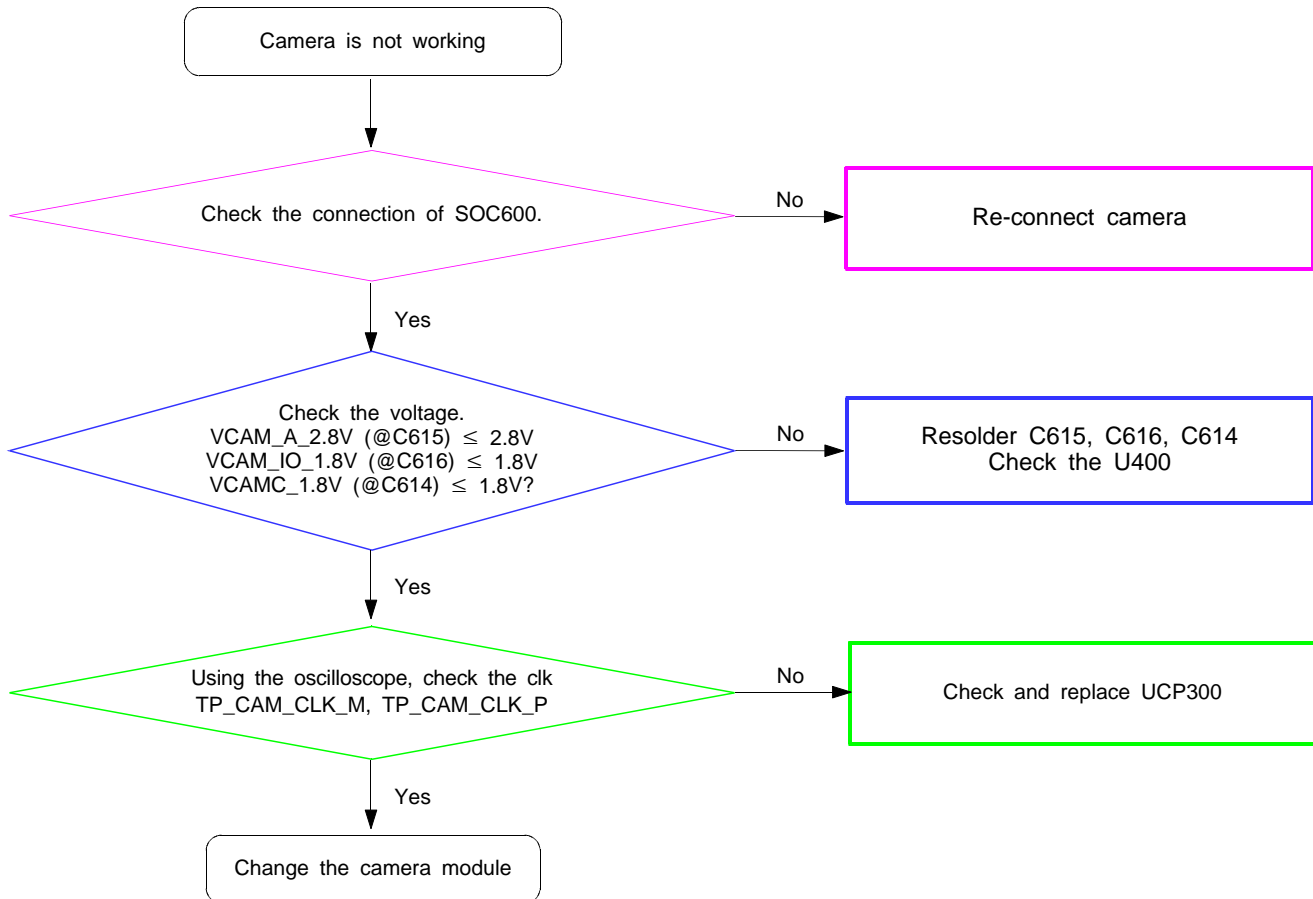 Camera is not working
Check the connection of SOC600.
No
Re-connect camera
Yes
Check the voltage.
VCAM_A_2.8V (@C615) ≤ 2.8V
VCAM_IO_1.8V (@C616) ≤ 1.8V
VCAMC_1.8V (@C614) ≤ 1.8V?
No
Resolder C615, C616, C614
Check the U400
Yes
Using the oscilloscope, check the clk
TP_CAM_CLK_M, TP_CAM_CLK_P
No
Check and replace UCP300
Yes
Change the camera module